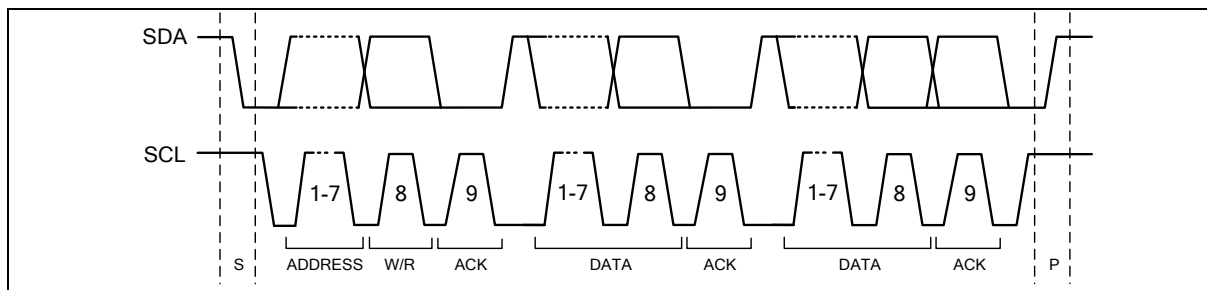 SDA
SCL
1-7 8 9 1-7 8 9 1-7 8 9
S ADDRESS W/R ACK DATA ACK DATA ACK P